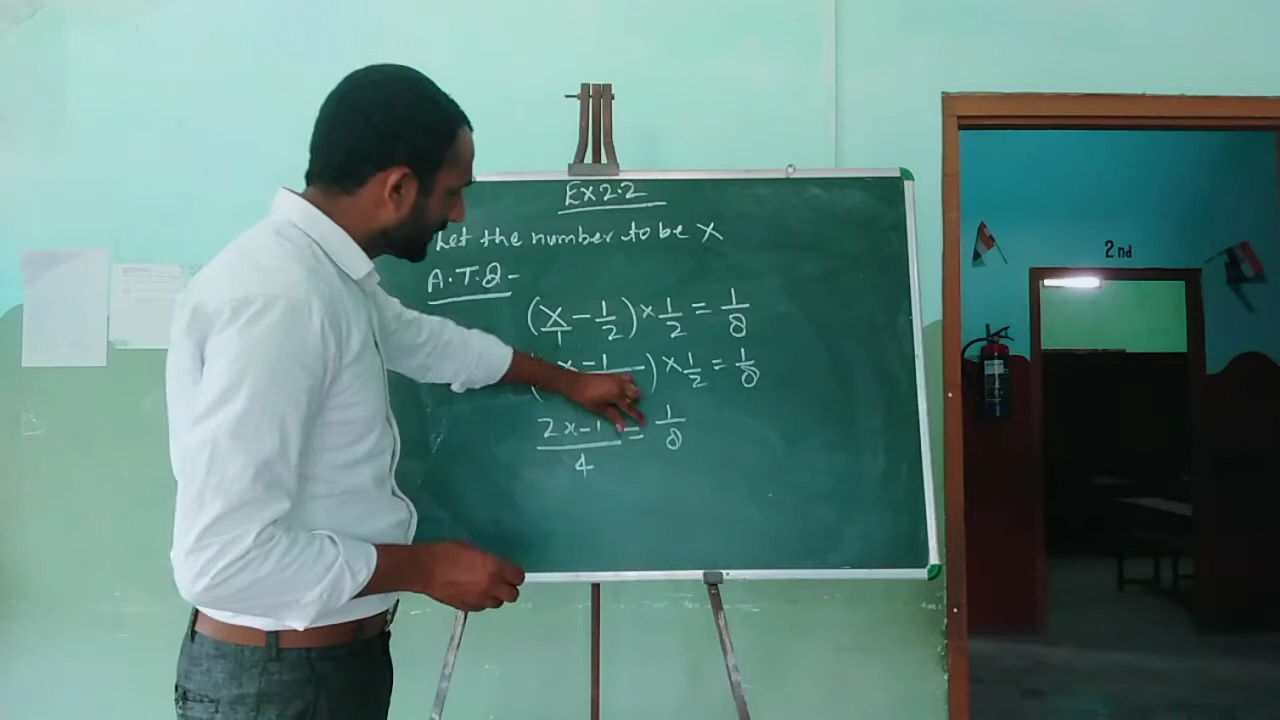 Ex 2.2
Let the number to be x
A.T.Q-
(x/1 - 1/2) × 1/2 = 1/8
( x - 1 ) × 1/2 = 1/8
2x-1/4 = 1/8
2nd